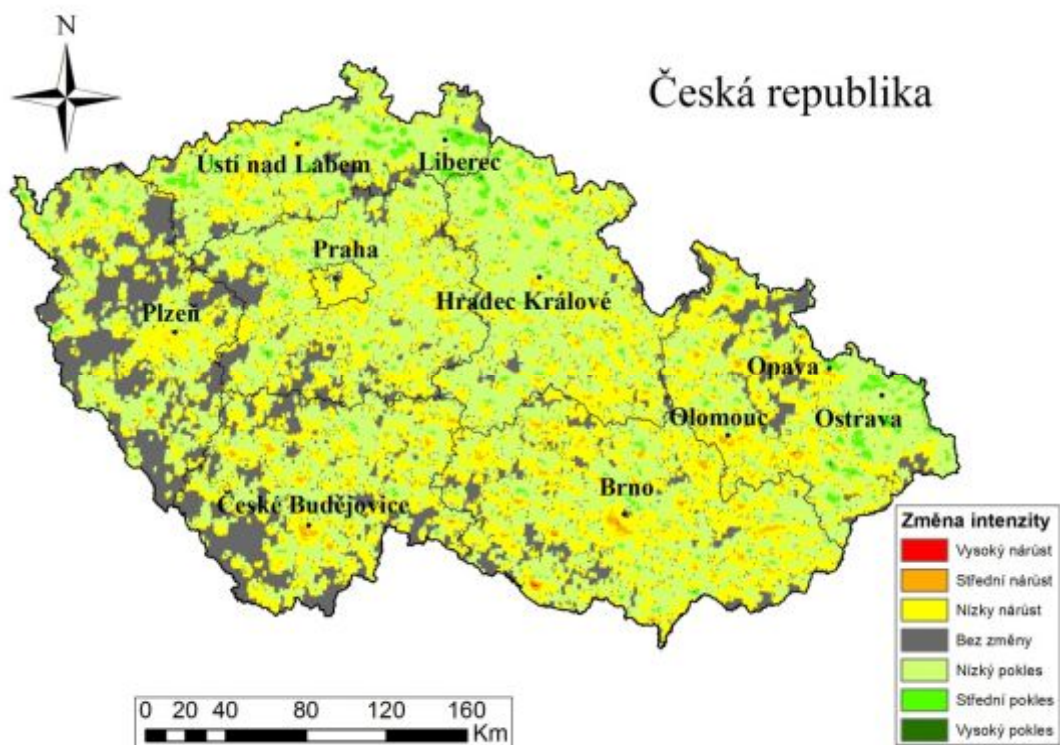 N
Česká republika
Ústí nad Labem
Liberec
Praha
Hradec Králové
Plzeň
Opava
Olomouc
Ostrava
Brno
České Budějovice
Změna intenzity
Vysoký nárůst
Střední nárůst
Nízky nárůst
Bez změny
Nízký pokles
Střední pokles
Vysoký pokles
0 20 40 80 120 160
Km